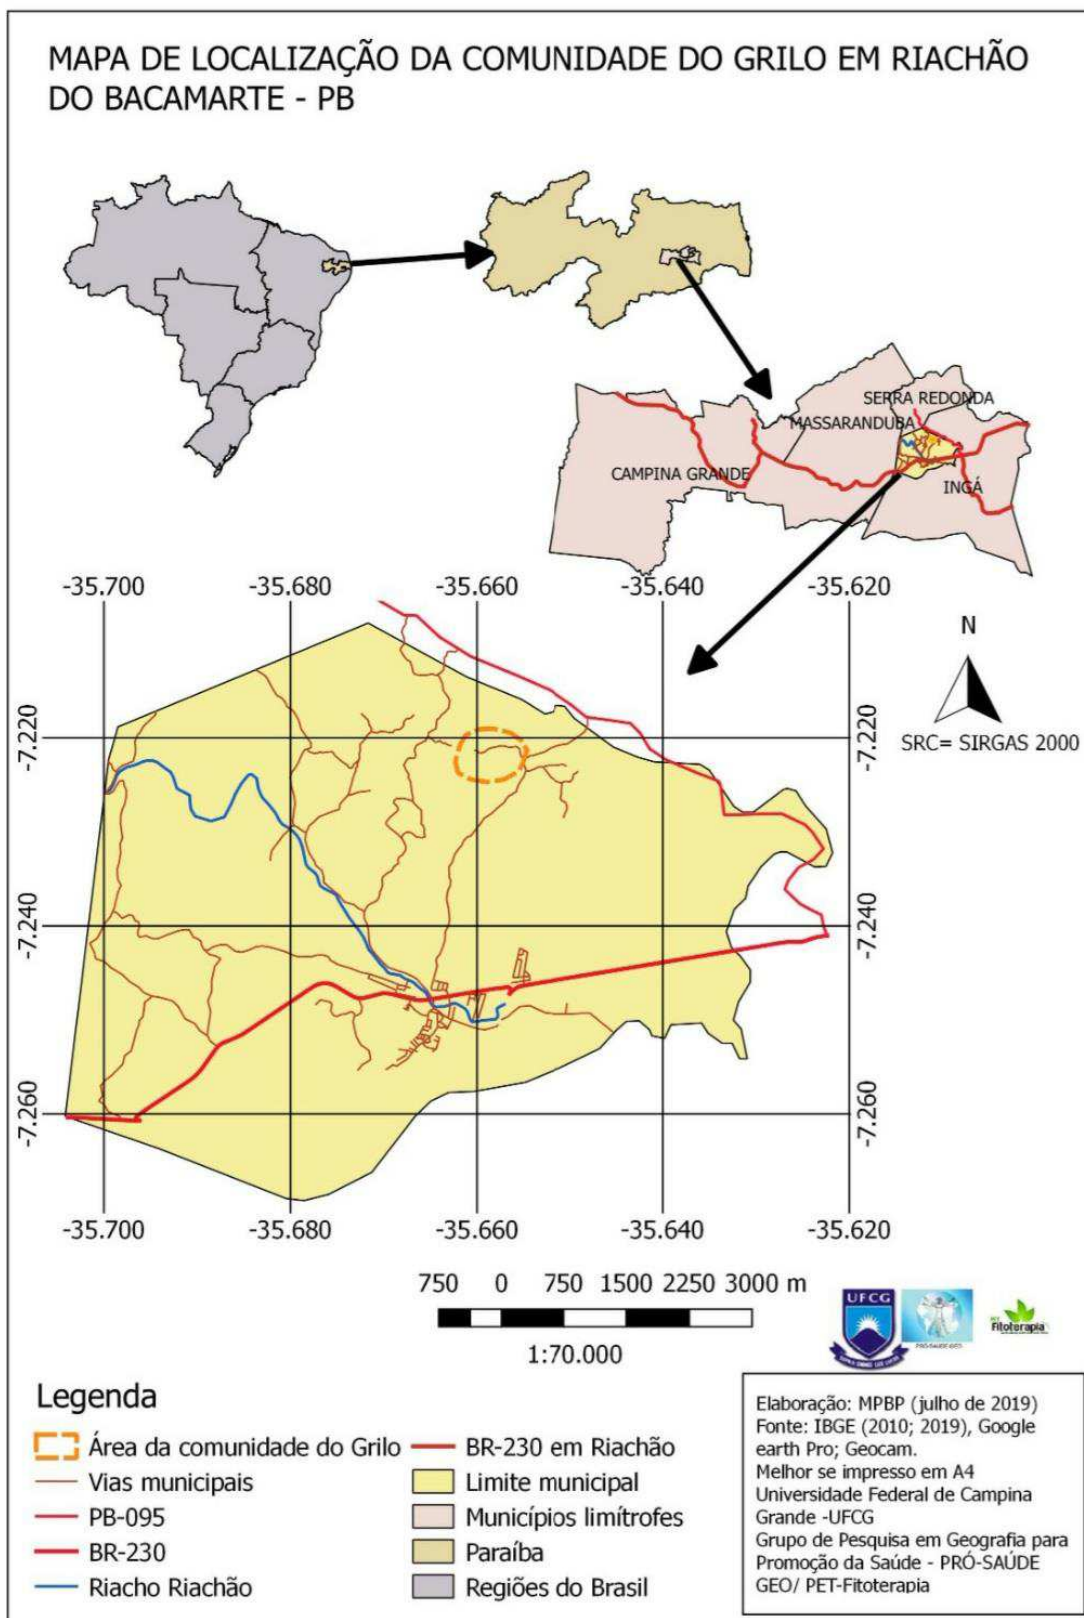 MAPA DE LOCALIZAÇÃO DA COMUNIDADE DO GRILO EM RIACHÃO
DO BACAMARTE - PB
SERRA REDONDA
MASSARANDUBA
CAMPINA GRANDE
INGÁ
-35.700 -35.680 -35.660 -35.640 -35.620
N
SRC= SIRGAS 2000
-7.220 -7.220
-7.240 -7.240
-7.260 -7.260
-35.700 -35.680 -35.660 -35.640 -35.620
750 0 750 1500 2250 3000 m
1:70.000
UFCG
PRÓ-SAÚDE-GEO
Fitoterapia
Legenda
Área da comunidade do Grilo
Vias municipais
PB-095
BR-230
Riacho Riachão
BR-230 em Riachão
Limite municipal
Municípios limítrofes
Paraíba
Regiões do Brasil
Elaboração: MPBP (julho de 2019)
Fonte: IBGE (2010; 2019), Google
earth Pro; Geocam.
Melhor se impresso em A4
Universidade Federal de Campina
Grande -UFCG
Grupo de Pesquisa em Geografia para
Promoção da Saúde - PRÓ-SAÚDE
GEO/ PET-Fitoterapia